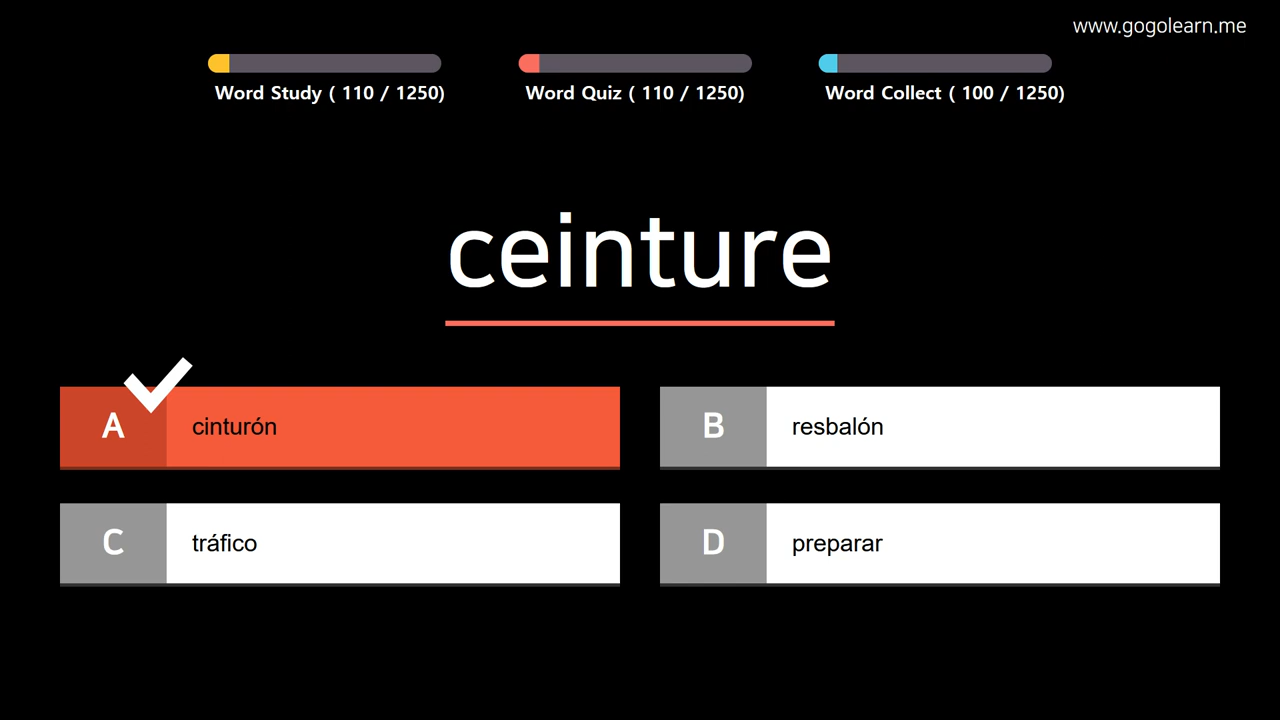 www.gogolearn.me
Word Study ( 110 / 1250)
Word Quiz ( 110 / 1250)
Word Collect ( 100 / 1250)
ceinture
A cinturón
B resbalón
C tráfico
D preparar